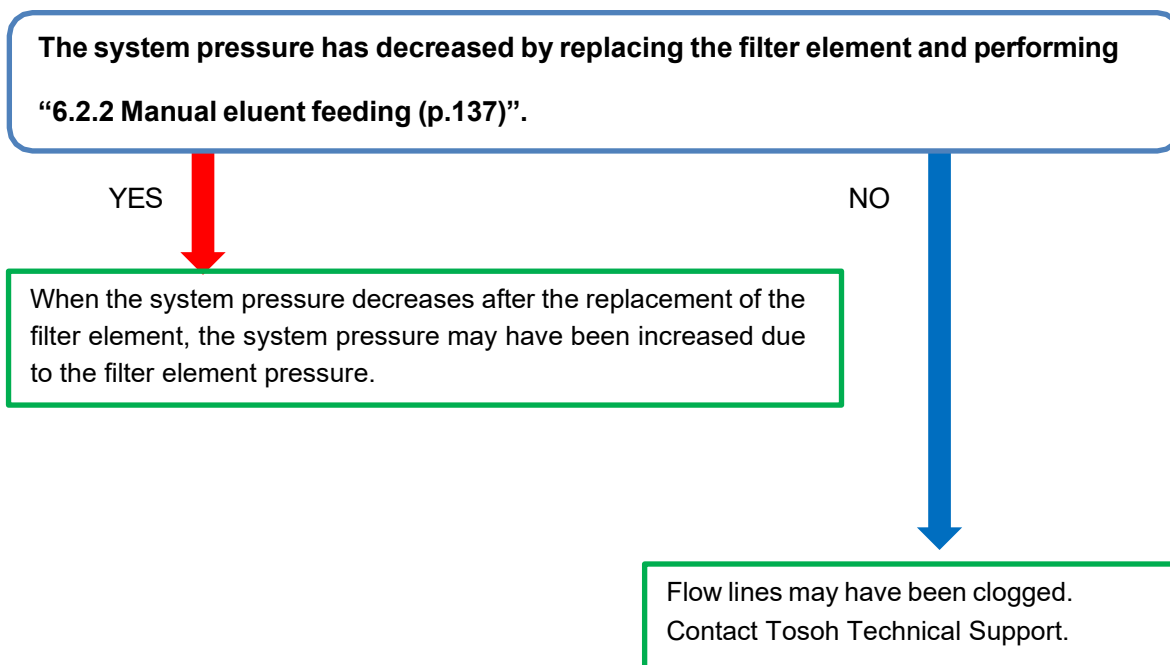 The system pressure has decreased by replacing the filter element and performing
“6.2.2 Manual eluent feeding (p.137)”.
YES
NO
When the system pressure decreases after the replacement of the
filter element, the system pressure may have been increased due
to the filter element pressure.
Flow lines may have been clogged.
Contact Tosoh Technical Support.